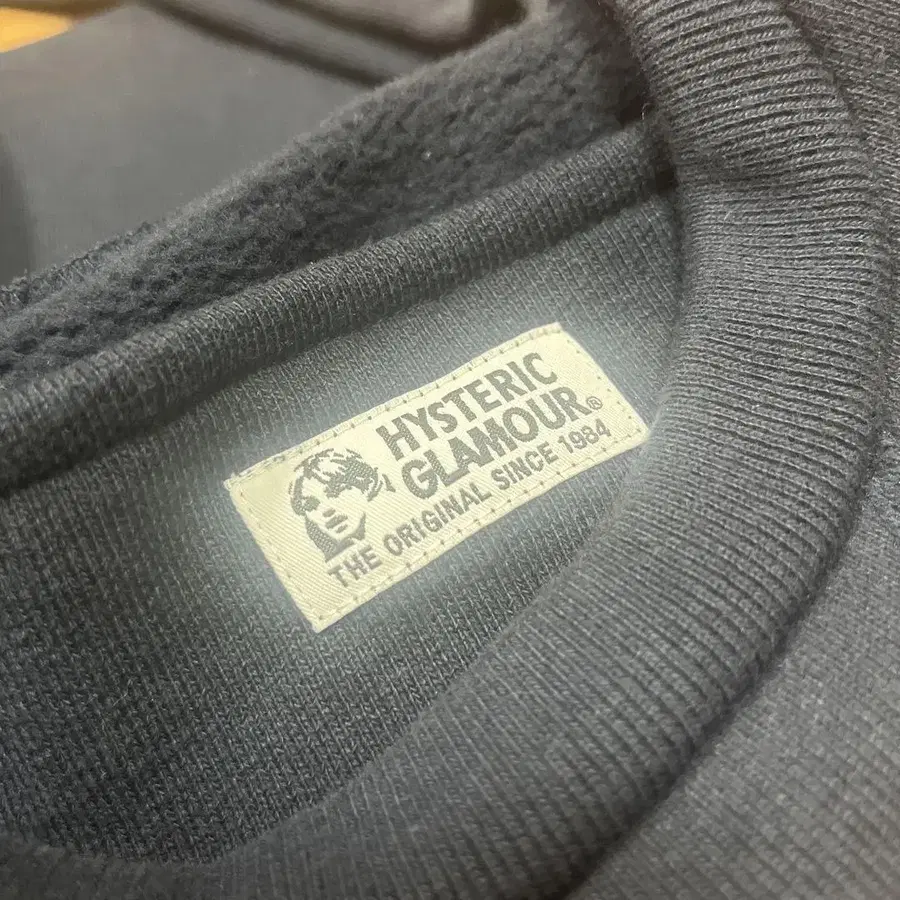 HYSTERIC
GLAMOUR®
THE ORIGINAL SINCE 1984